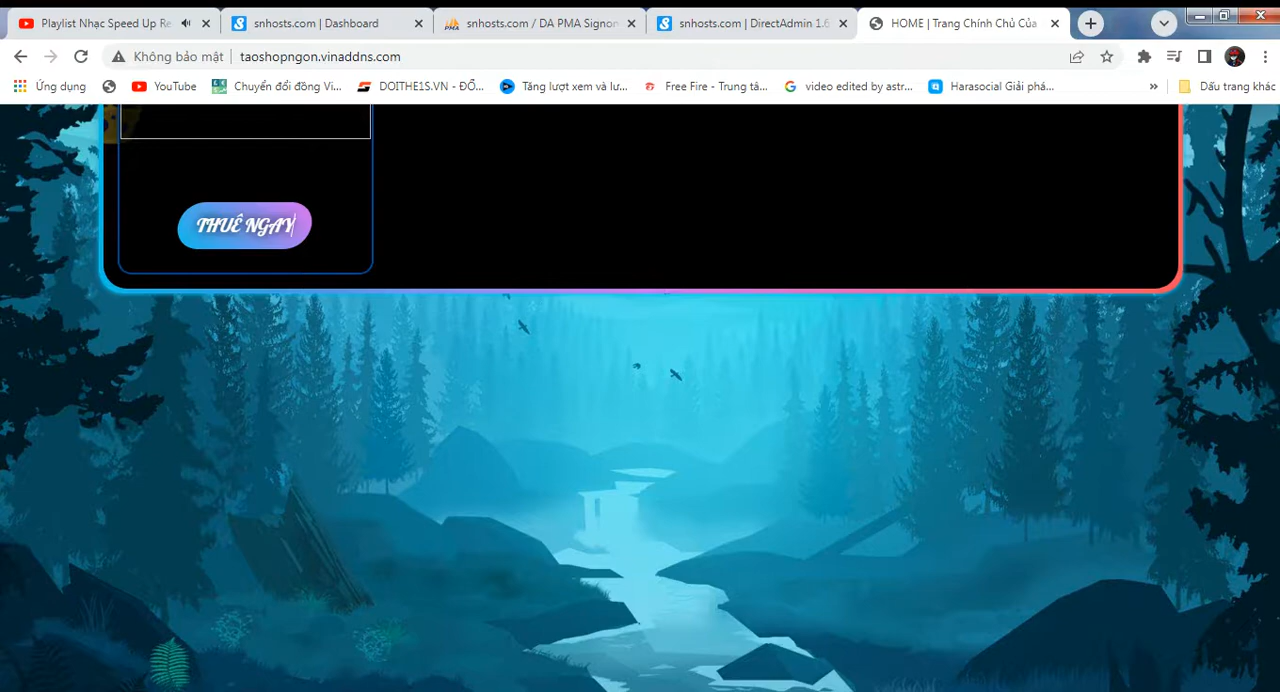 Playlist Nhạc Speed Up Re
snhosts.com | Dashboard
snhosts.com / DA PMA Signon
snhosts.com | DirectAdmin 1.6
HOME | Trang Chính Chủ Của
Không bảo mật
taoshopngon.vinaddns.com
Ứng dụng
YouTube
Chuyển đổi đồng Vi...
DOITHE1S.VN - ĐỔ...
Tăng lượt xem và lư...
Free Fire - Trung tâ...
video edited by astr...
Harasocial Giải phá...
Dấu trang khác
THUÊ NGAY